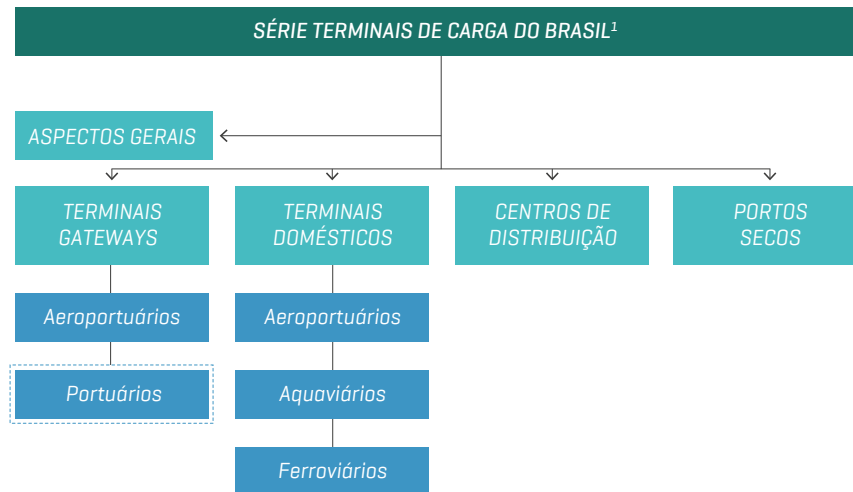 SÉRIE TERMINAIS DE CARGA DO BRASIL¹
ASPECTOS GERAIS
TERMINAIS
GATEWAYS
TERMINAIS
DOMÉSTICOS
CENTROS DE
DISTRIBUIÇÃO
PORTOS
SECOS
Aeroportuários
Aeroportuários
Portuários
Aquaviários
Ferroviários